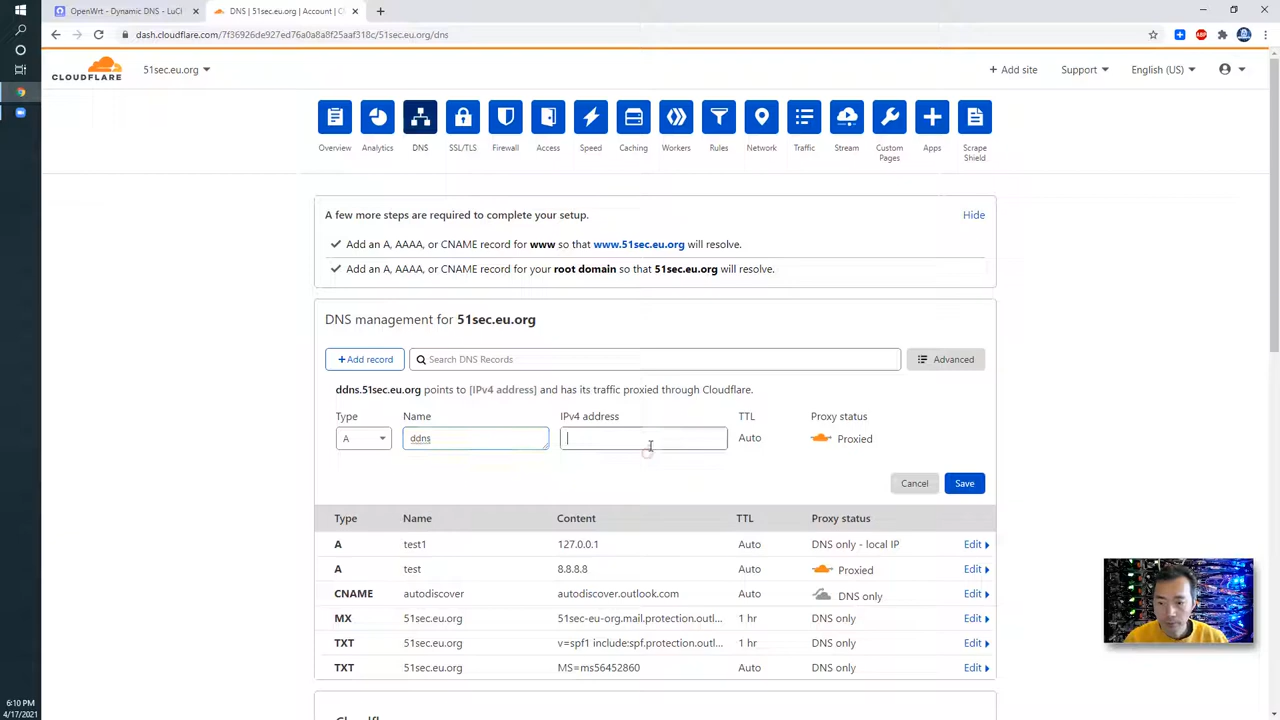 OpenWrt - Dynamic DNS - LuCI
DNS | 51sec.eu.org | Account | C
dash.cloudflare.com/7f36926de927ed76a0a8a8f25aaf318c/51sec.eu.org/dns
CLOUDFLARE
51sec.eu.org
Add site
Support
English (US)
Overview
Analytics
DNS
SSL/TLS
Firewall
Access
Speed
Caching
Workers
Rules
Network
Traffic
Stream
Custom Pages
Apps
Scrape Shield
A few more steps are required to complete your setup.
Hide
Add an A, AAAA, or CNAME record for www so that www.51sec.eu.org will resolve.
Add an A, AAAA, or CNAME record for your root domain so that 51sec.eu.org will resolve.
DNS management for 51sec.eu.org
+Add record
Search DNS Records
Advanced
ddns.51sec.eu.org points to [IPv4 address] and has its traffic proxied through Cloudflare.
Type Name IPv4 address TTL Proxy status
A ddns Auto Proxied
Cancel Save
Type Name Content TTL Proxy status
A test1 127.0.0.1 Auto DNS only - local IP Edit
A test 8.8.8.8 Auto Proxied Edit
CNAME autodiscover autodiscover.outlook.com Auto DNS only Edit
MX 51sec.eu.org 51sec-eu-org.mail.protection.outl... 1 hr DNS only Edit
TXT 51sec.eu.org v=spf1 include:spf.protection.outl... 1 hr DNS only Edit
TXT 51sec.eu.org MS=ms56452860 Auto DNS only Edit
6:10 PM
4/17/2021